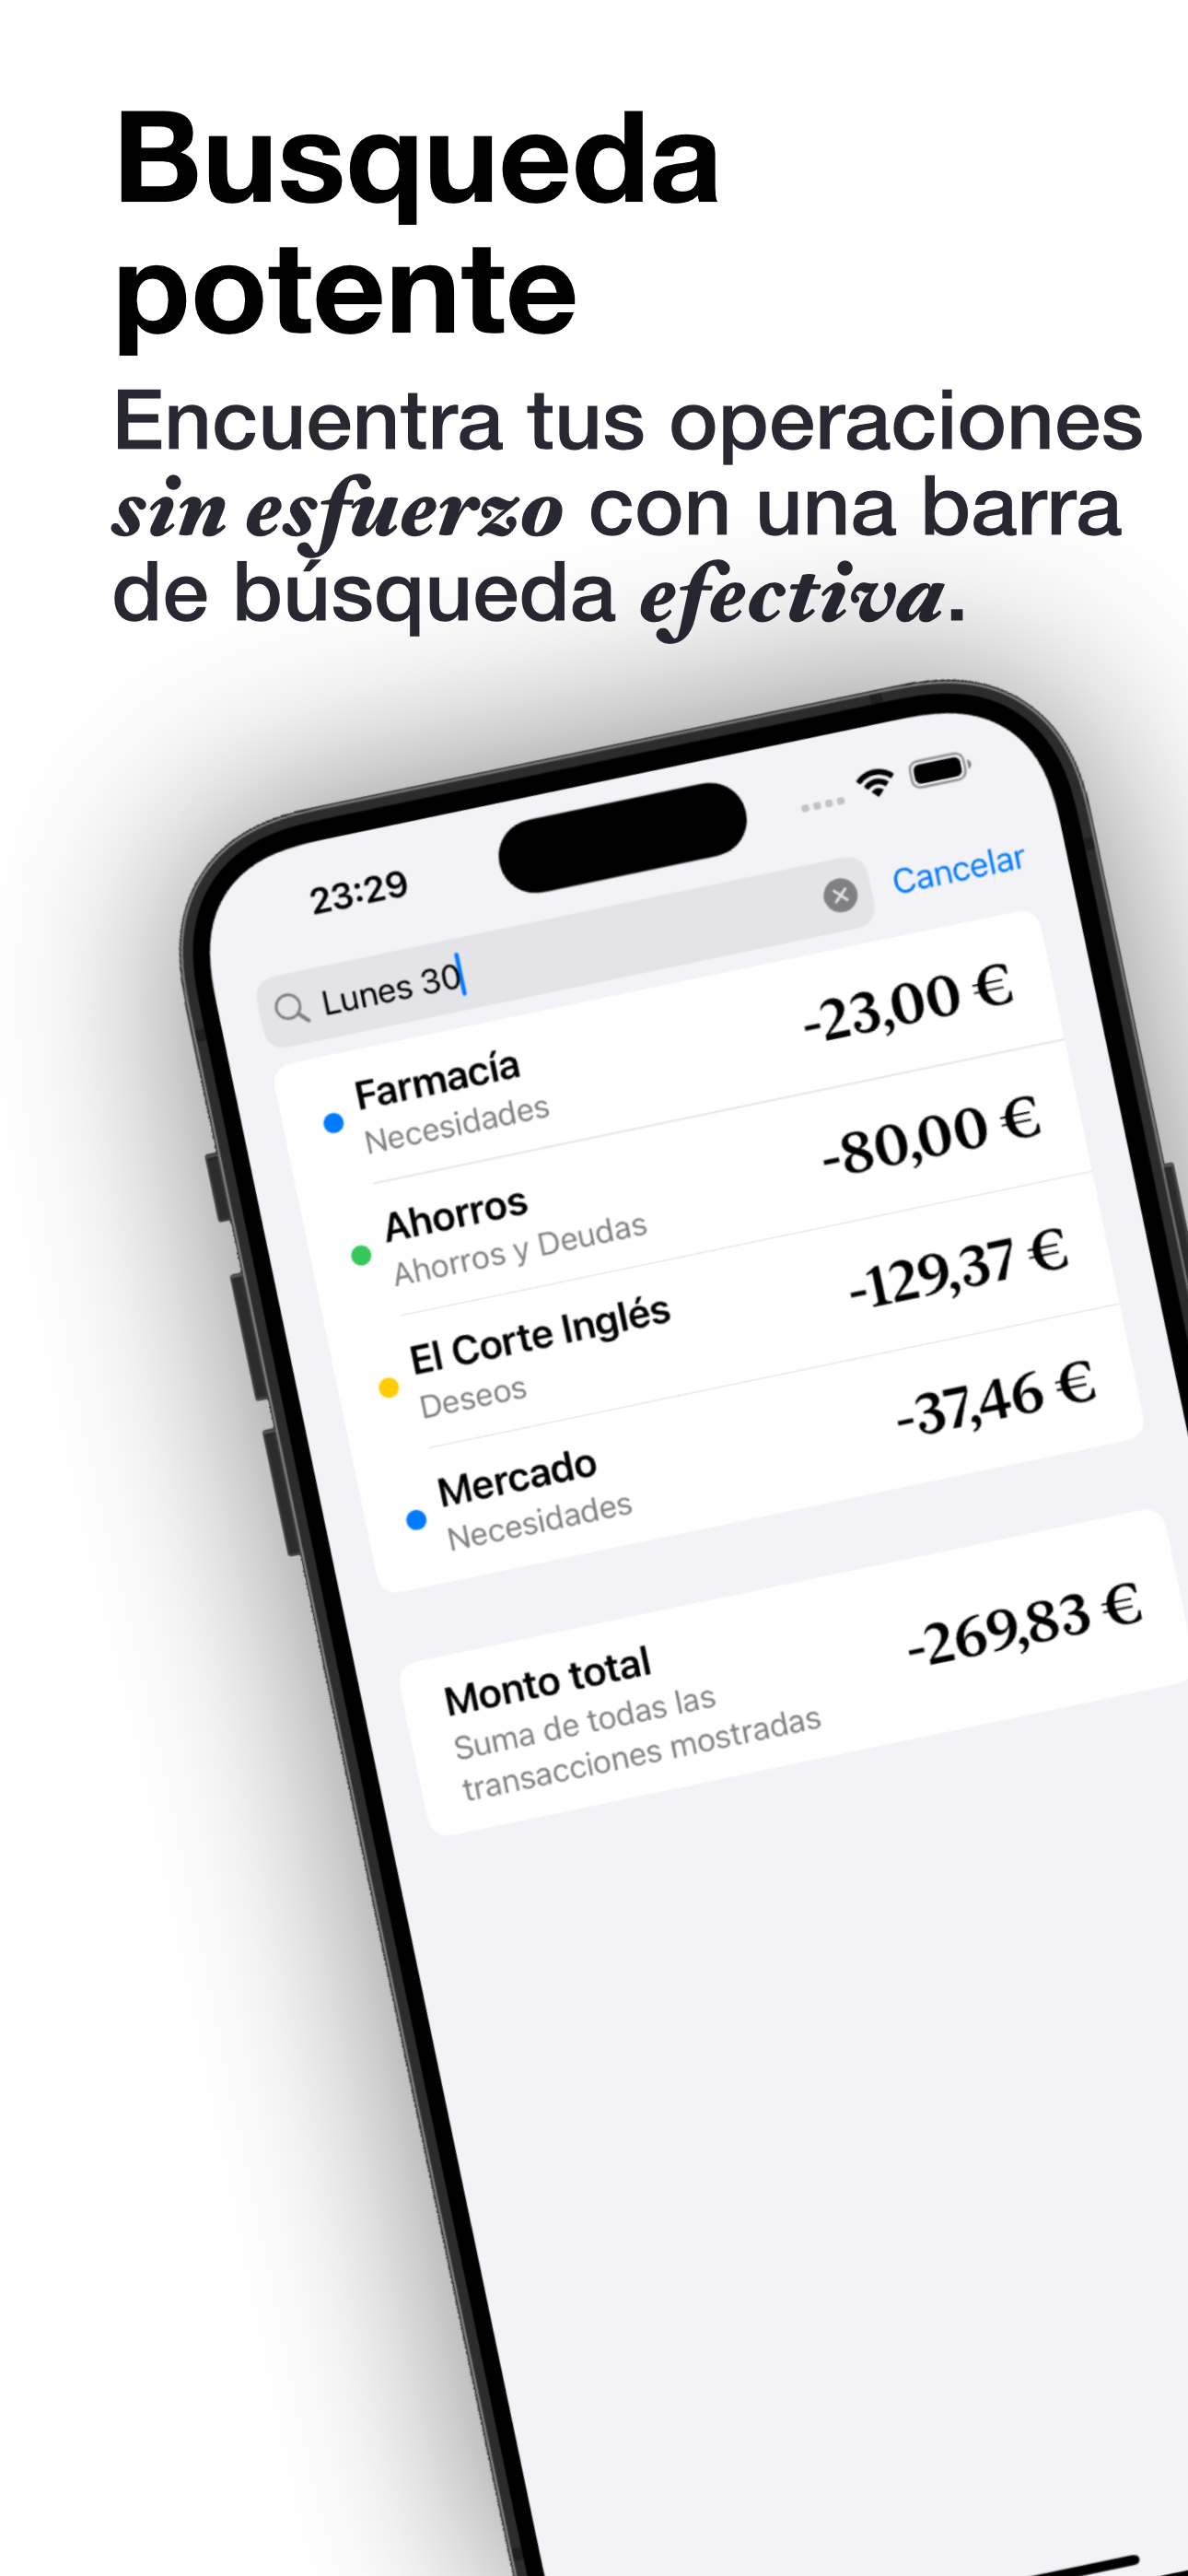 Busqueda
potente
Encuentra tus operaciones
sin esfuerzo con una barra
de búsqueda efectiva.
23:29
Lunes 30
Cancelar
Farmacía
-23,00 €
Necesidades
Ahorros
-80,00 €
Ahorros y Deudas
El Corte Inglés
-129,37 €
Deseos
Mercado
-37,46 €
Necesidades
Monto total
-269,83 €
Suma de todas las
transacciones mostradas